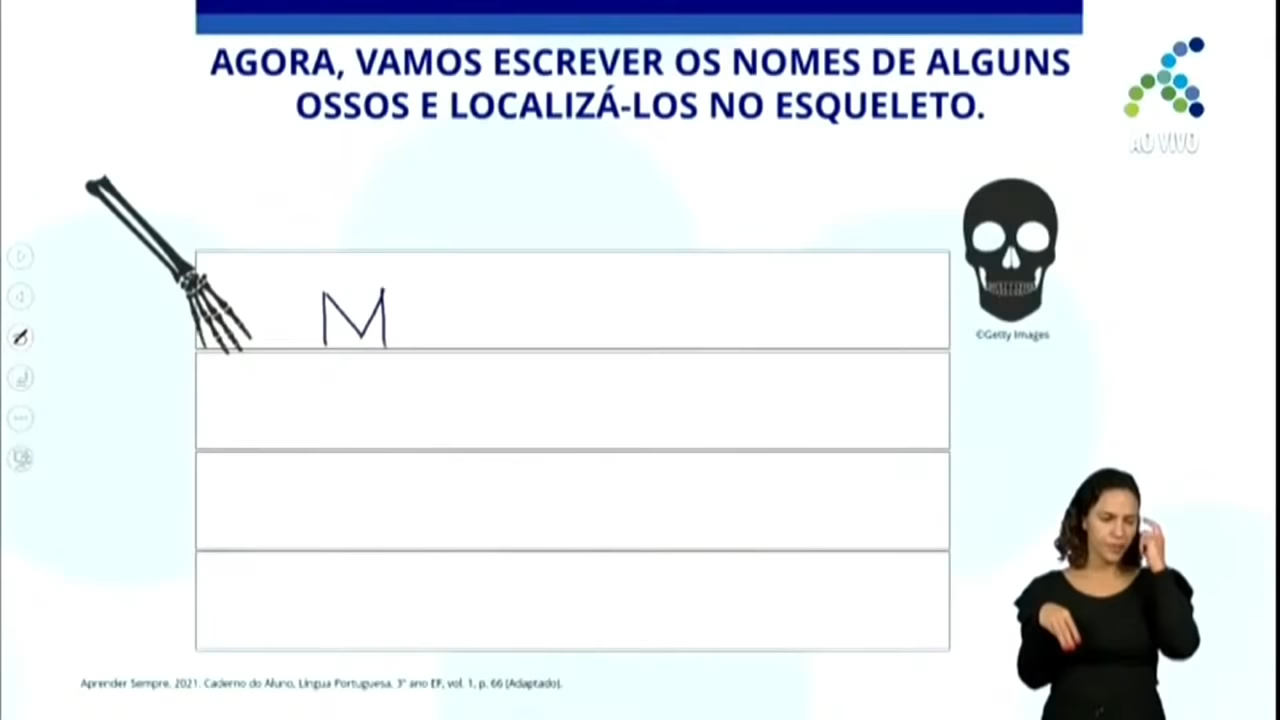 AGORA, VAMOS ESCREVER OS NOMES DE ALGUNS
OSSOS E LOCALIZÁ-LOS NO ESQUELETO.
AO VIVO
©Getty Images
M
Aprender Sempre, 2021. Caderno do Aluno, Língua Portuguesa, 3° ano EF, vol. 1, p. 66 (Adaptado).